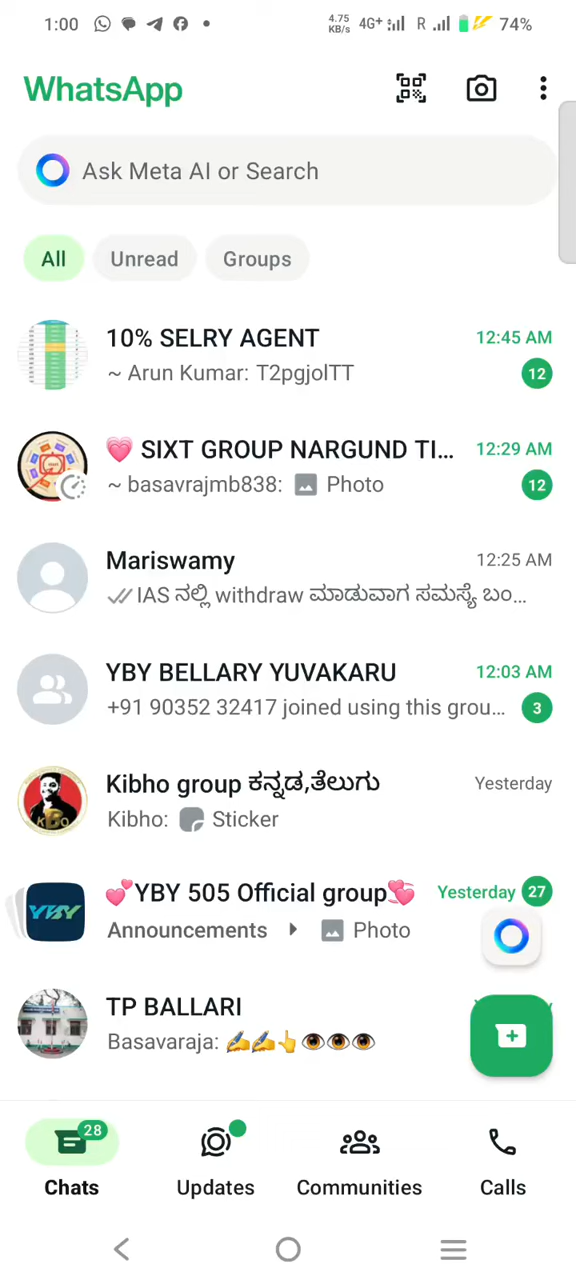 1:00 4.75 KB/s 4G+ R 74%
WhatsApp
Ask Meta AI or Search
All Unread Groups
10% SELRY AGENT 12:45 AM
~ Arun Kumar: T2pgjolTT 12
💗 SIXT GROUP NARGUND TI... 12:29 AM
~ basavrajmb838: Photo 12
Mariswamy 12:25 AM
IAS ನಲ್ಲಿ withdraw ಮಾಡುವಾಗ ಸಮಸ್ಯೆ ಬಂ...
YBY BELLARY YUVAKARU 12:03 AM
+91 90352 32417 joined using this grou... 3
Kibho group ಕನ್ನಡ,ತೆಲುಗು Yesterday
Kibho: Sticker
💕YBY 505 Official group💞 Yesterday 27
Announcements Photo
TP BALLARI
Basavaraja: ✍️✍️👆👁️👁️👁️
28
Chats Updates Communities Calls